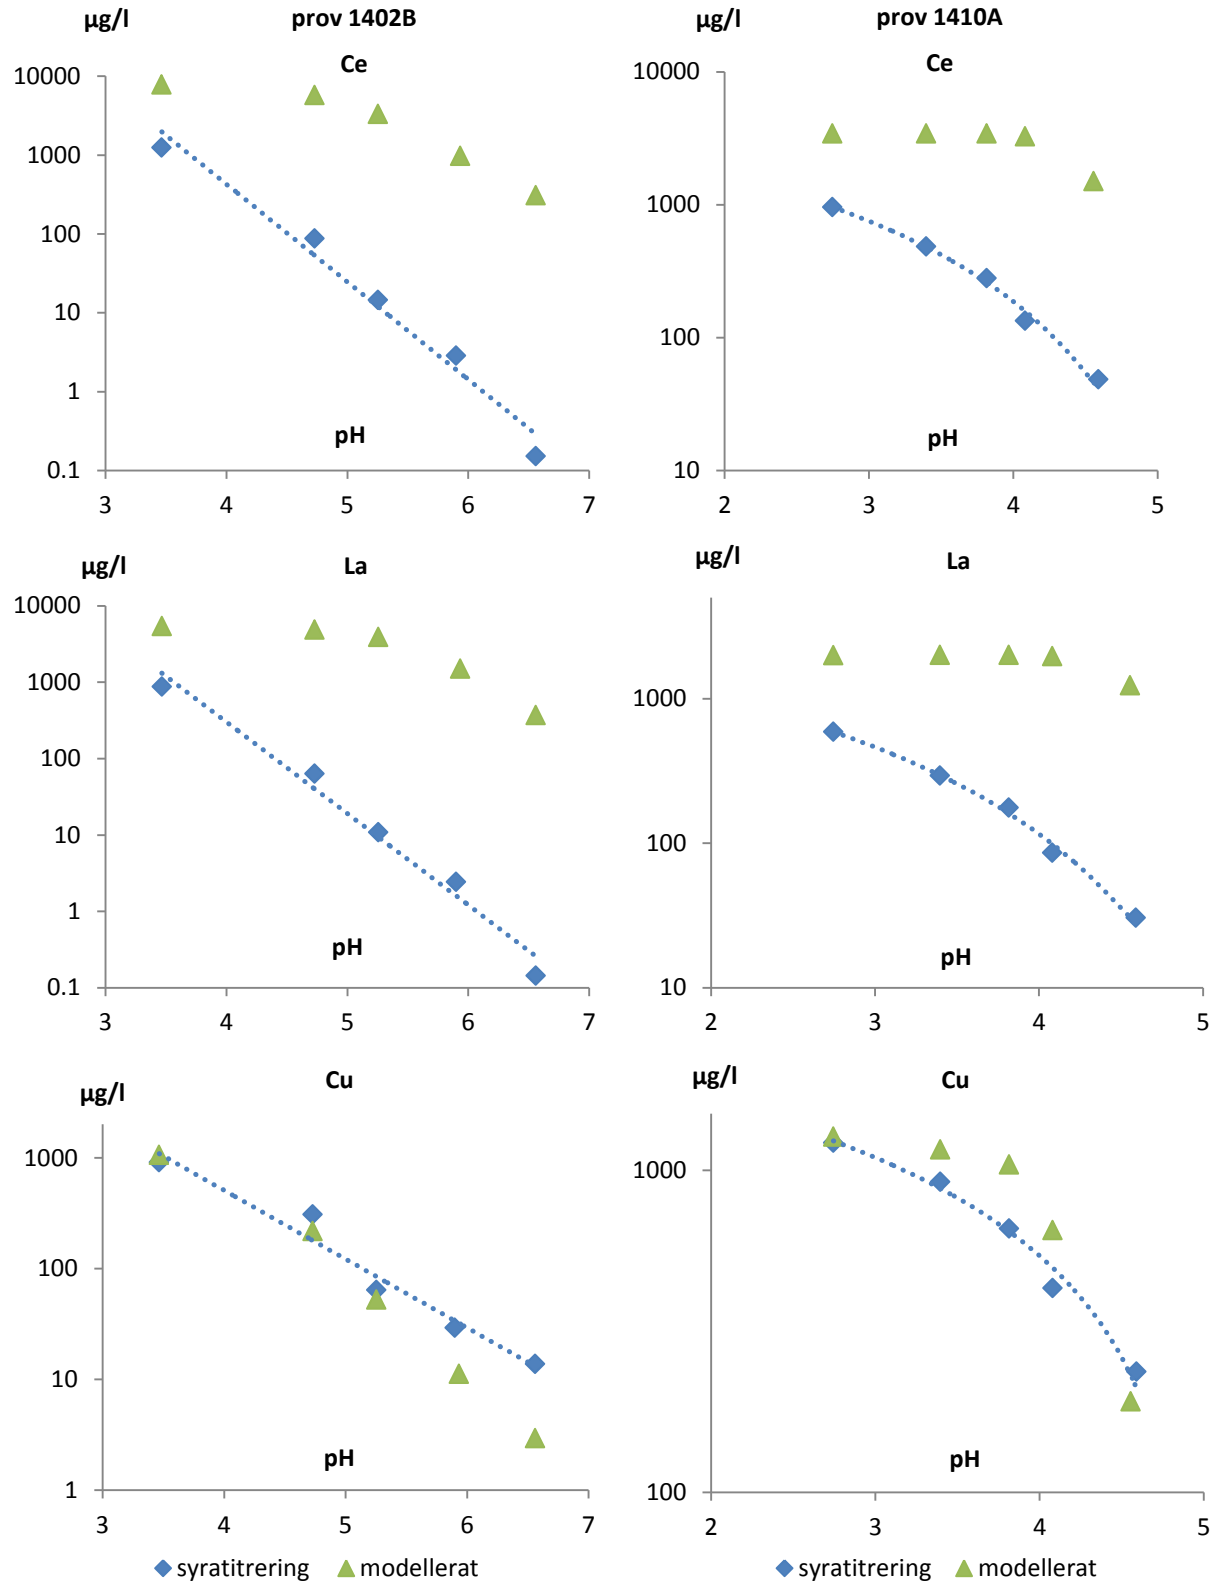 µg/l prov 1402B
Ce
10000
1000
100
10
1
0.1
pH
3 4 5 6 7
µg/l prov 1410A
Ce
10000
1000
100
10
pH
2 3 4 5
µg/l La
10000
1000
100
10
1
0.1
pH
3 4 5 6 7
µg/l La
1000
100
10
pH
2 3 4 5
µg/l Cu
1000
100
10
1
pH
3 4 5 6 7
syratitrering modellerat
µg/l Cu
1000
100
pH
2 3 4 5
syratitrering modellerat